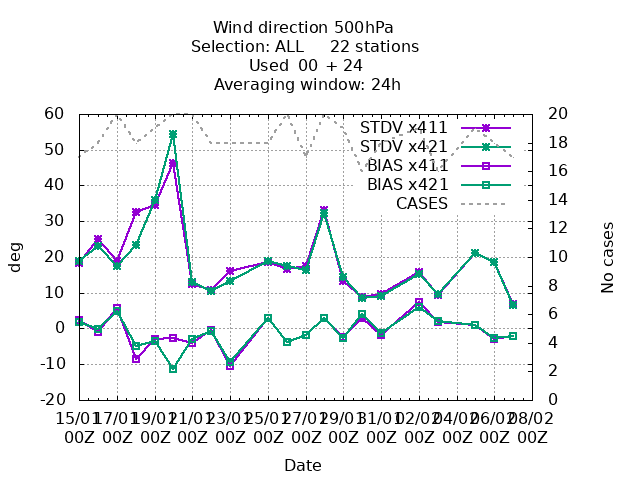 Wind direction 500hPa
Selection: ALL     22 stations
Used  00 + 24
Averaging window: 24h
STDV x411
STDV x421
BIAS x411
BIAS x421
CASES
60
50
40
30
20
10
0
-10
-20
deg
20
18
16
14
12
10
8
6
4
2
0
No cases
15/01 17/01 19/01 21/01 23/01 25/01 27/01 29/01 31/01 02/02 04/02 06/02 08/02
00Z 00Z 00Z 00Z 00Z 00Z 00Z 00Z 00Z 00Z 00Z 00Z 00Z
Date